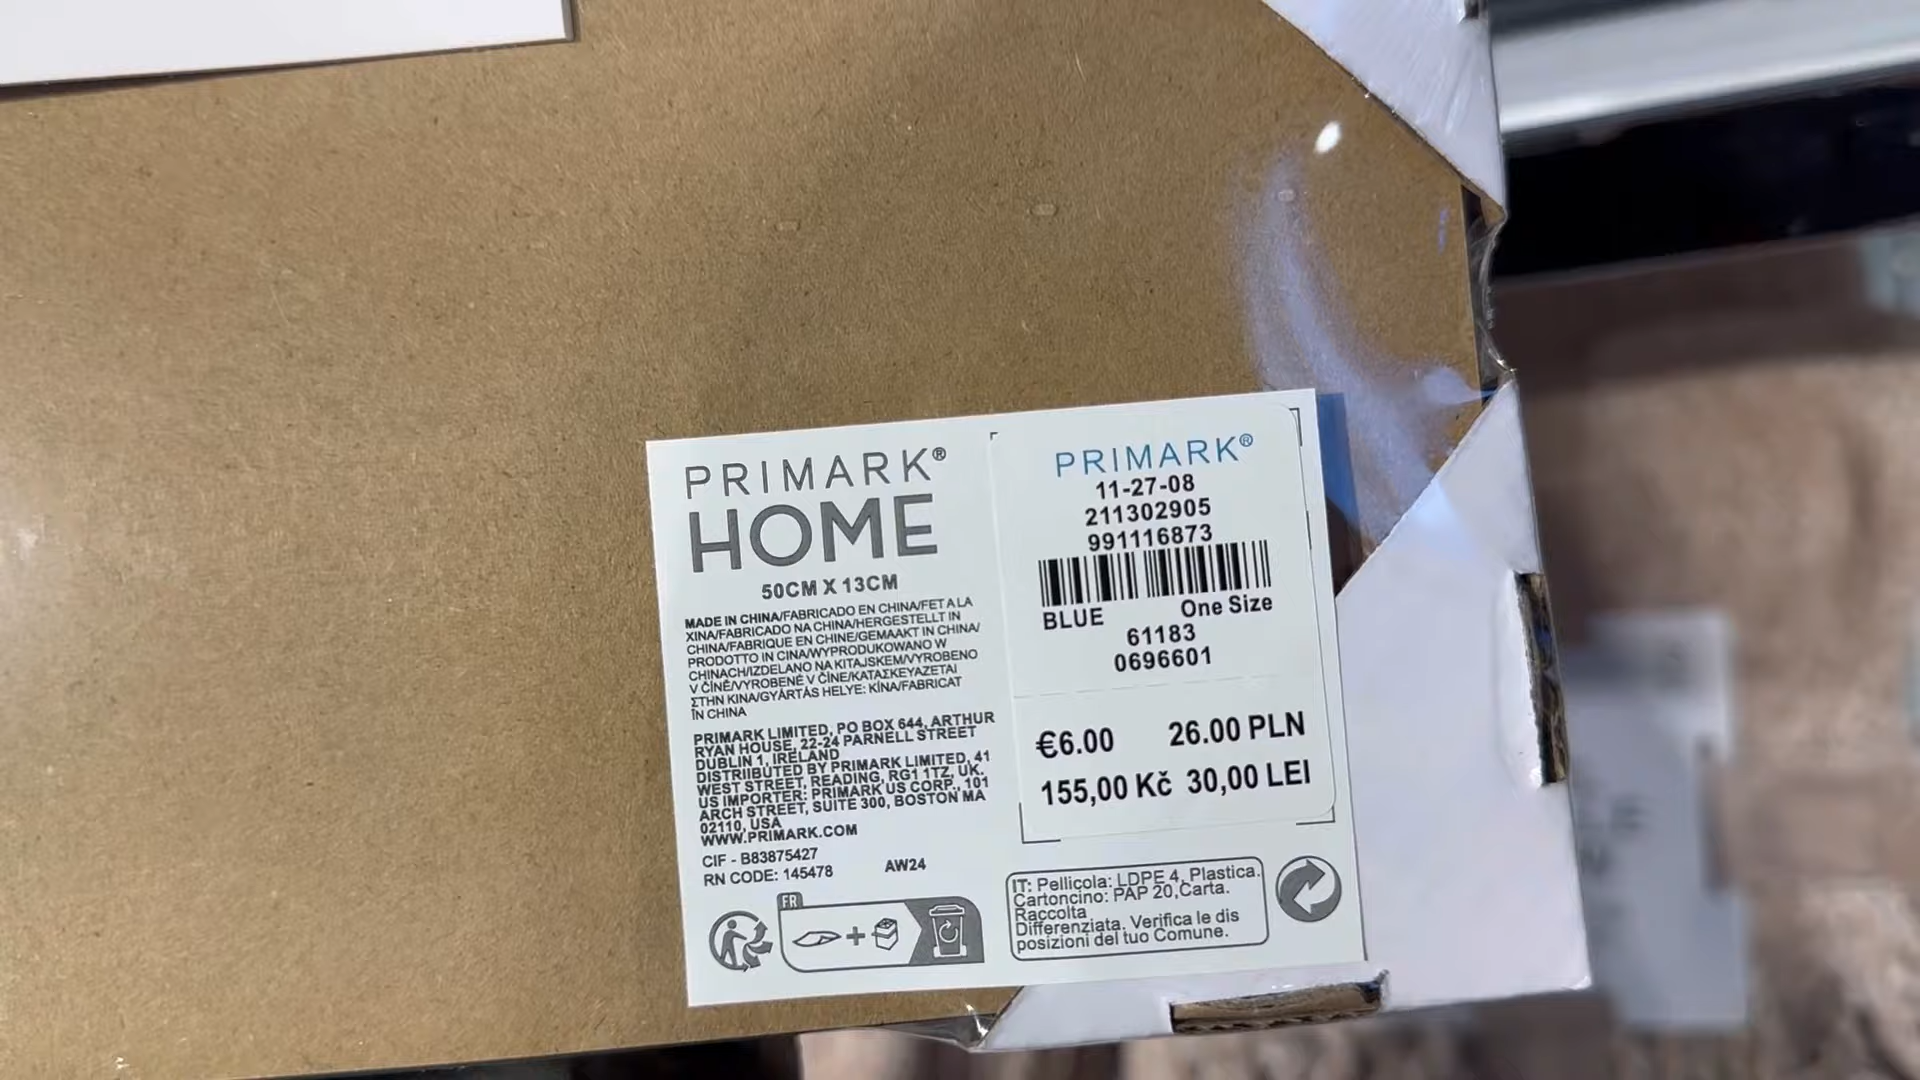 PRIMARK®
HOME
50CM X 13CM
MADE IN CHINA/FABRICADO EN CHINA/FET A LA
XINA/FABRICADO NA CHINA/HERGESTELLT IN
CHINA/FABRIQUE EN CHINE/GEMAAKT IN CHINA/
PRODOTTO IN CINA/WYPRODUKOWANO W
CHINACH/IZDELANO NA KITAJSKEM/VYROBENO
V ČÍNĚ/VYROBENÉ V ČÍNE/ΚΑΤΑΣΚΕΥΑΖΕΤΑΙ
ΣΤΗΝ ΚΙΝΑ/GYÁRTÁS HELYE: KÍNA/FABRICAT
ÎN CHINA
PRIMARK LIMITED, PO BOX 644, ARTHUR
RYAN HOUSE, 22-24 PARNELL STREET
DUBLIN 1, IRELAND
DISTRIIBUTED BY PRIMARK LIMITED, 41
WEST STREET, READING, RG1 1TZ, UK.
US IMPORTER: PRIMARK US CORP., 101
ARCH STREET, SUITE 300, BOSTON MA
02110, USA
WWW.PRIMARK.COM
CIF - B83875427
RN CODE: 145478
AW24
FR
PRIMARK®
11-27-08
211302905
991116873
BLUE One Size
61183
0696601
€6.00 26.00 PLN
155,00 Kč 30,00 LEI
IT: Pellicola: LDPE 4, Plastica.
Cartoncino: PAP 20,Carta.
Raccolta
Differenziata. Verifica le dis
posizioni del tuo Comune.